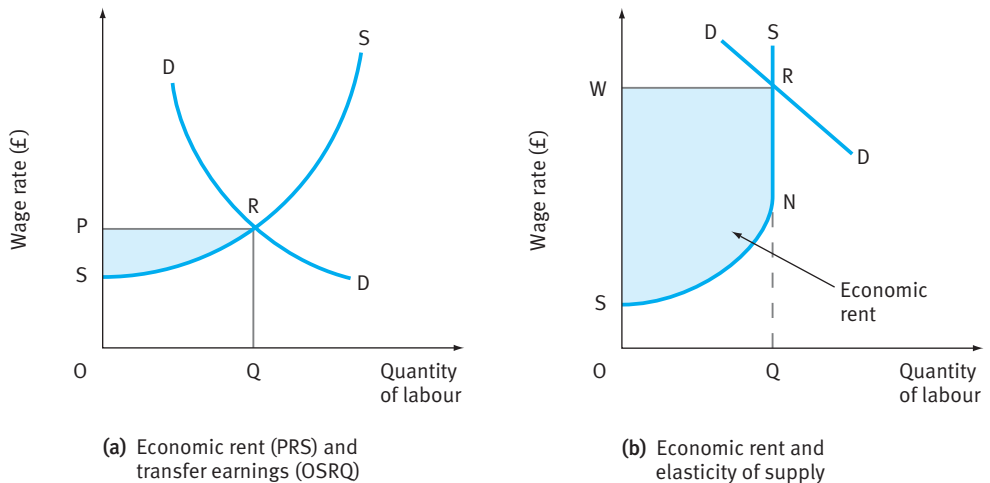 Wage rate (£)
D
S
P
R
S
D
O
Q
Quantity
of labour
(a) Economic rent (PRS) and
transfer earnings (OSRQ)
Wage rate (£)
D
S
W
R
D
N
Economic
rent
S
O
Q
Quantity
of labour
(b) Economic rent and
elasticity of supply